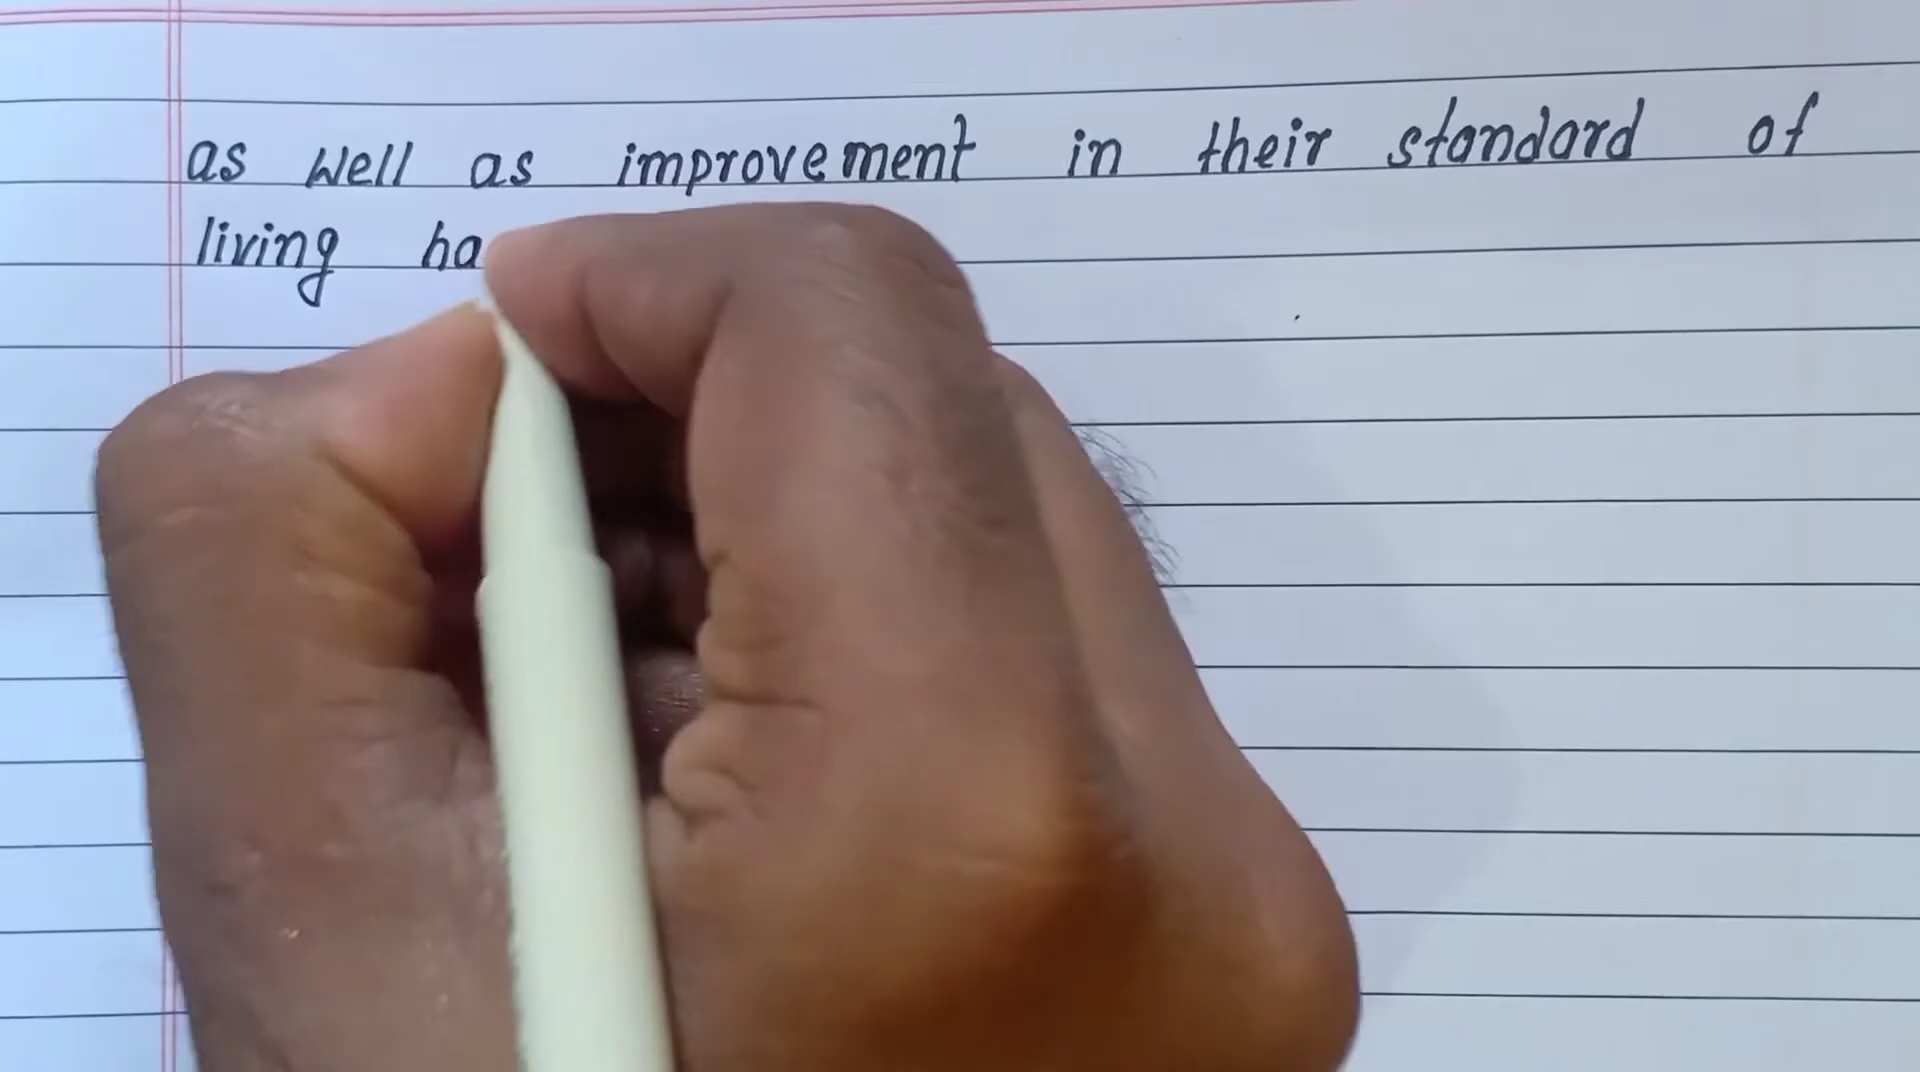 as well as improvement in their standard of
living ha